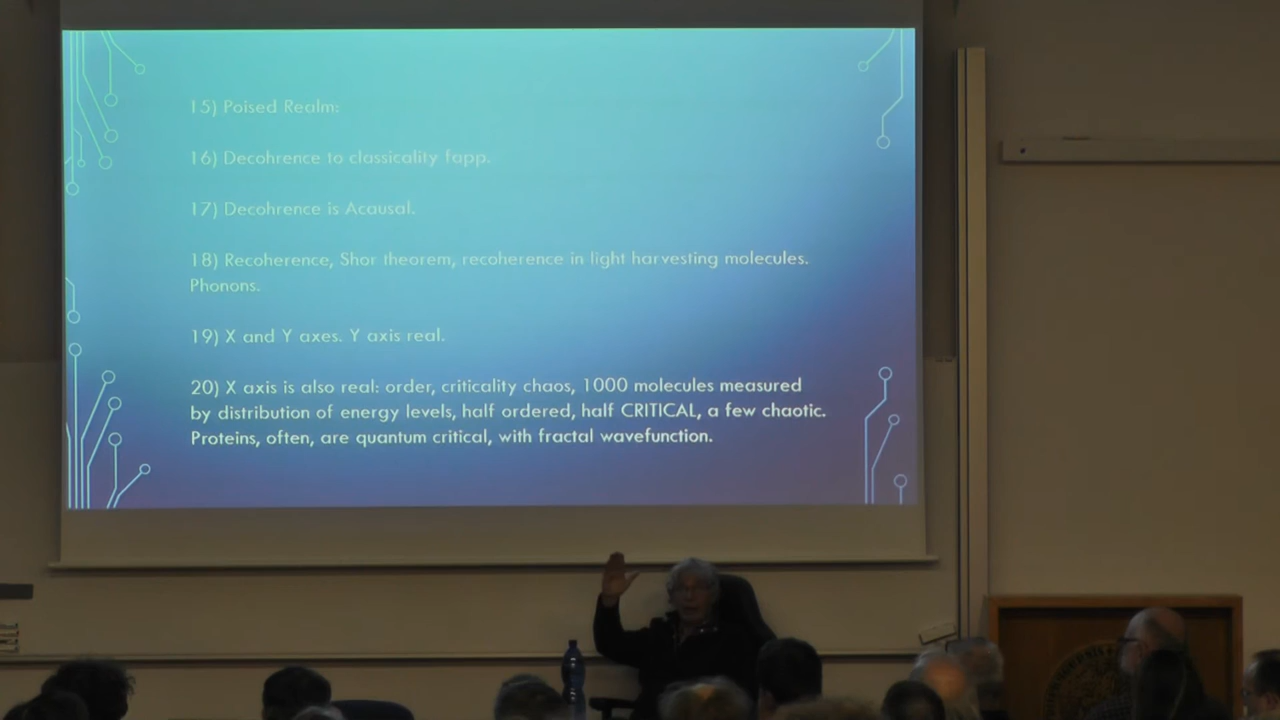 15) Poised Realm:
16) Decohrence to classicality fapp.
17) Decohrence is Acausal.
18) Recoherence, Shor theorem, recoherence in light harvesting molecules.
Phonons.
19) X and Y axes. Y axis real.
20) X axis is also real: order, criticality chaos, 1000 molecules measured
by distribution of energy levels, half ordered, half CRITICAL, a few chaotic.
Proteins, often, are quantum critical, with fractal wavefunction.